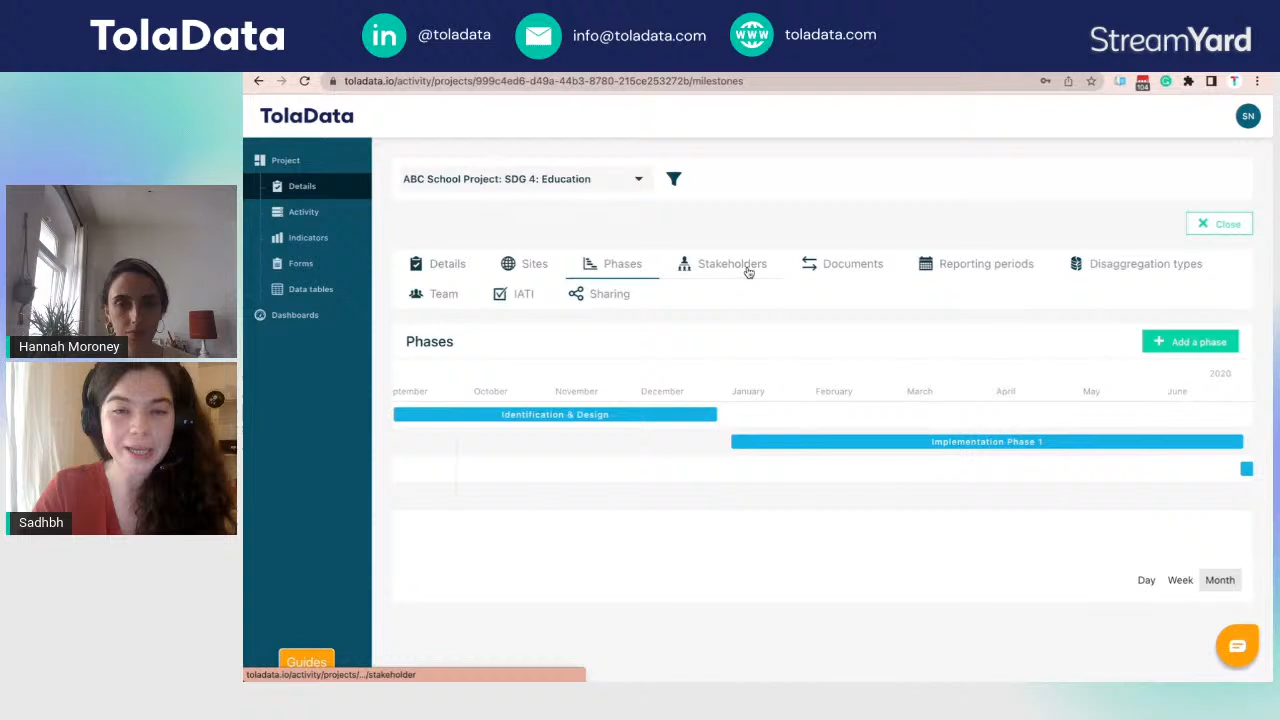 TolaData
@toladata
info@toladata.com
www
toladata.com
StreamYard
toladata.io/activity/projects/999c4ed6-d49a-44b3-8780-215ce253272b/milestones
104
T
TolaData
SN
Project
Details
Activity
Indicators
Forms
Data tables
Dashboards
ABC School Project: SDG 4: Education
Close
Details
Sites
Phases
Stakeholders
Documents
Reporting periods
Disaggregation types
Team
IATI
Sharing
Phases
+ Add a phase
2020
ptember
October
November
December
January
February
March
April
May
June
Identification & Design
Implementation Phase 1
Day
Week
Month
Guides
toladata.io/activity/projects/.../stakeholder
Hannah Moroney
Sadhbh